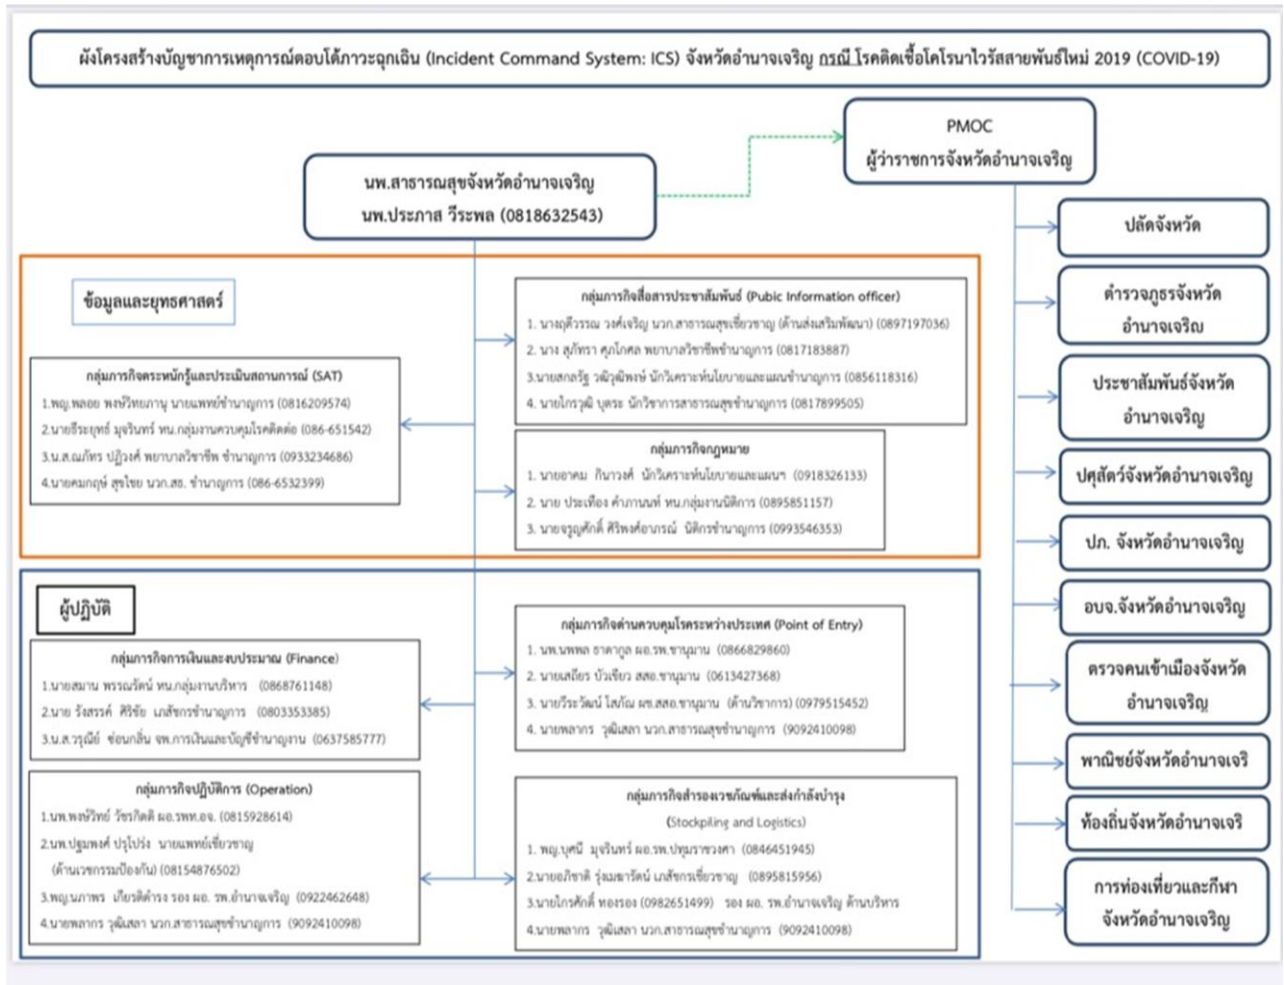 ผังโครงสร้างบัญชาการเหตุการณ์ตอบโต้ภาวะฉุกเฉิน (Incident Command System: ICS) จังหวัดอำนาจเจริญ กรณี โรคติดเชื้อโคโรนาไวรัสสายพันธุ์ใหม่ 2019 (COVID-19)
PMOC
ผู้ว่าราชการจังหวัดอำนาจเจริญ
นพ.สาธารณสุขจังหวัดอำนาจเจริญ
นพ.ประภาส วีระพล (0818632543)
ข้อมูลและยุทธศาสตร์
กลุ่มภารกิจตระหนักรู้และประเมินสถานการณ์ (SAT)
1.พญ.พลอย พงษ์วิทยภานุ นายแพทย์ชำนาญการ (0816209574)
2.นายธีระยุทธ์ มุจรินทร์ หน.กลุ่มงานควบคุมโรคติดต่อ (086-651542)
3.น.ส.ณภัทร ปฏิวงศ์ พยาบาลวิชาชีพ ชำนาญการ (0933234686)
4.นายคมกฤษ์ สุขไชย นวก.สธ. ชำนาญการ (086-6532399)
กลุ่มภารกิจสื่อสารประชาสัมพันธ์ (Pubic Information officer)
1. นางฤดีวรรณ วงศ์เจริญ นวก.สาธารณสุขเชี่ยวชาญ (ด้านส่งเสริมพัฒนา) (0897197036)
2. นาง สุภัทรา ศุภโกศล พยาบาลวิชาชีพชำนาญการ (0817183887)
3.นายสกลรัฐ วฒิวุฒิพงษ์ นักวิเคราะห์นโยบายและแผนชำนาญการ (0856118316)
4. นายไกรวุฒิ บุตระ นักวิชาการสาธารณสุขชำนาญการ (0817899505)
กลุ่มภารกิจกฎหมาย
1. นายอาคม กินาวงศ์ นักวิเคราะห์นโยบายและแผนฯ (0918326133)
2. นาย ประเทือง คำภานนท์ หน.กลุ่มงานนิติการ (0895851157)
3. นายจรูญศักดิ์ ศิริพงศ์อาภรณ์ นิติกรชำนาญการ (0993546353)
ผู้ปฏิบัติ
กลุ่มภารกิจการเงินและงบประมาณ (Finance)
1.นายสมาน พรรณรัตน์ หน.กลุ่มงานบริหาร (0868761148)
2.นาย รังสรรค์ ศิริชัย เภสัชกรชำนาญการ (0803353385)
3.น.ส.วรุณีย์ ซ่อนกลิ่น จพ.การเงินและบัญชีชำนาญงาน (0637585777)
กลุ่มภารกิจปฏิบัติการ (Operation)
1.นพ.พงษ์วิทย์ วัชรกิตติ ผอ.รพท.อจ. (0815928614)
2.นพ.ปฐมพงศ์ ปรุโปร่ง นายแพทย์เชี่ยวชาญ
(ด้านเวชกรรมป้องกัน) (08154876502)
3.พญ.นภาพร เกียรติดำรง รอง ผอ. รพ.อำนาจเจริญ (0922462648)
4.นายพลากร วุฒิเสลา นวก.สาธารณสุขชำนาญการ (9092410098)
กลุ่มภารกิจด่านควบคุมโรคระหว่างประเทศ (Point of Entry)
1. นพ.นพพล ธาดากูล ผอ.รพ.ชานุมาน (0866829860)
2. นายเสถียร บัวเขียว สสอ.ชานุมาน (0613427368)
3. นายวีระวัฒน์ โสภัณ ผช.สสอ.ชานุมาน (ด้านวิชาการ) (0979515452)
4. นายพลากร วุฒิเสลา นวก.สาธารณสุขชำนาญการ (9092410098)
กลุ่มภารกิจสำรองเวชภัณฑ์และส่งกำลังบำรุง
(Stockpiling and Logistics)
1. พญ.บุศนี มุจรินทร์ ผอ.รพ.ปทุมราชวงศา (0846451945)
2.นายอภิชาติ รุ่งเมฆารัตน์ เภสัชกรเชี่ยวชาญ (0895815956)
3.นายไกรศักดิ์ ทองรอง (0982651499) รอง ผอ. รพ.อำนาจเจริญ ด้านบริหาร
4.นายพลากร วุฒิเสลา นวก.สาธารณสุขชำนาญการ (9092410098)
ปลัดจังหวัด
ตำรวจภูธรจังหวัด
อำนาจเจริญ
ประชาสัมพันธ์จังหวัด
อำนาจเจริญ
ปศุสัตว์จังหวัดอำนาจเจริญ
ปภ. จังหวัดอำนาจเจริญ
อบจ.จังหวัดอำนาจเจริญ
ตรวจคนเข้าเมืองจังหวัด
อำนาจเจริญ
พาณิชย์จังหวัดอำนาจเจริ
ท้องถิ่นจังหวัดอำนาจเจริ
การท่องเที่ยวและกีฬา
จังหวัดอำนาจเจริญ